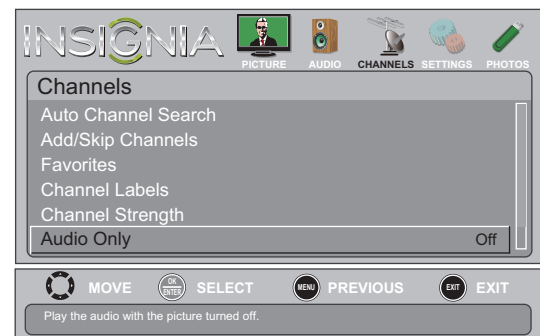 INSIGNIA
PICTURE AUDIO CHANNELS SETTINGS PHOTOS
Channels
Auto Channel Search
Add/Skip Channels
Favorites
Channel Labels
Channel Strength
Audio Only Off
MOVE OK ENTER SELECT MENU PREVIOUS EXIT EXIT
Play the audio with the picture turned off.